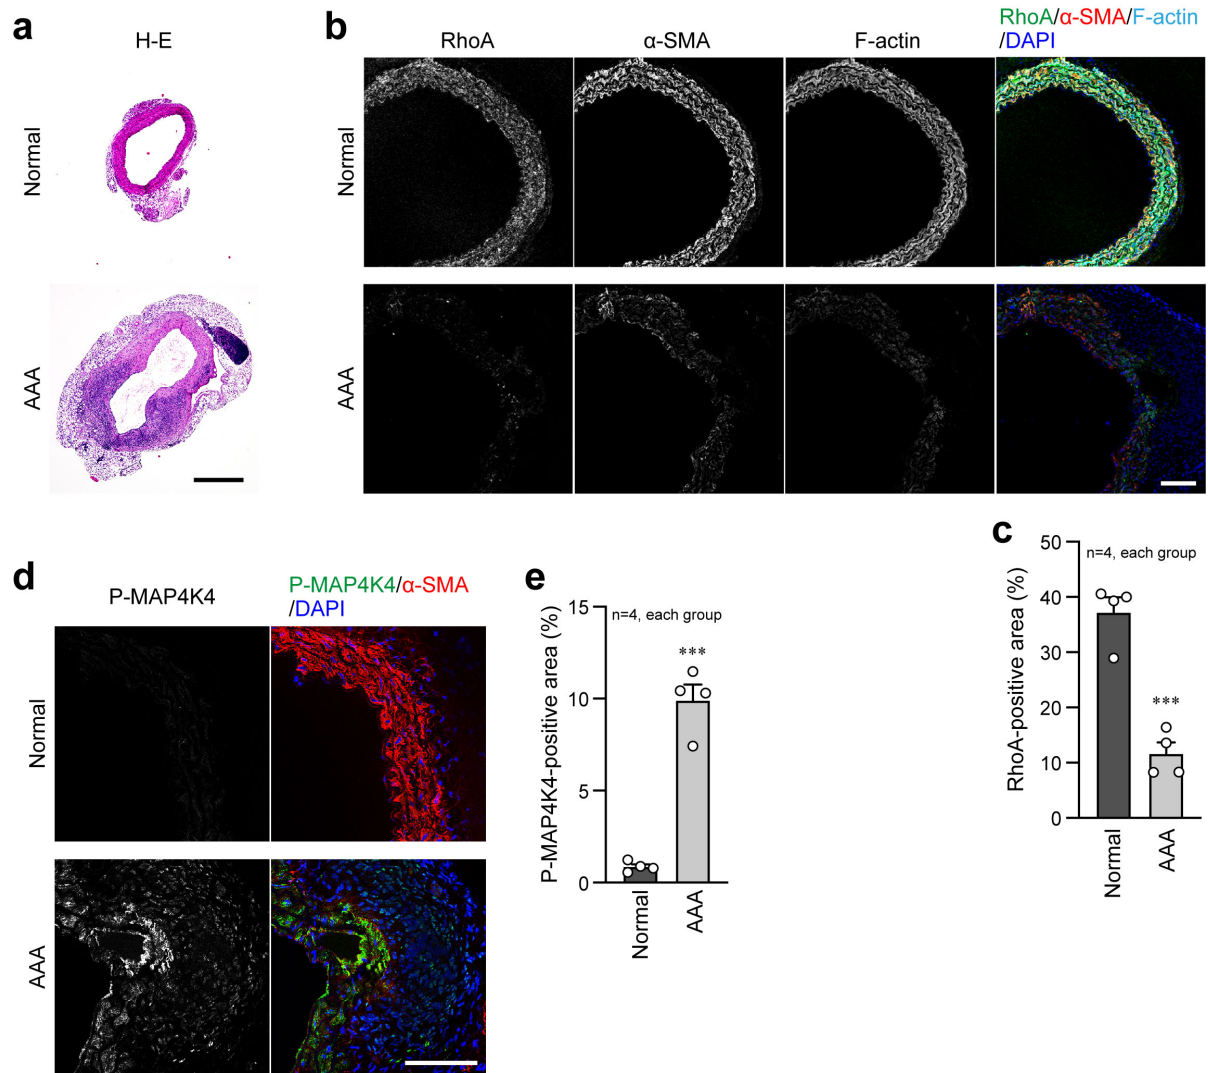 a
H-E
Normal
AAA
b
RhoA
α-SMA
F-actin
RhoA/α-SMA/F-actin
/DAPI
Normal
AAA
c
RhoA-positive area (%)
50
40
30
20
10
0
n=4, each group
***
Normal
AAA
d
P-MAP4K4
P-MAP4K4/α-SMA
/DAPI
Normal
AAA
e
P-MAP4K4-positive area (%)
15
10
5
0
n=4, each group
***
Normal
AAA